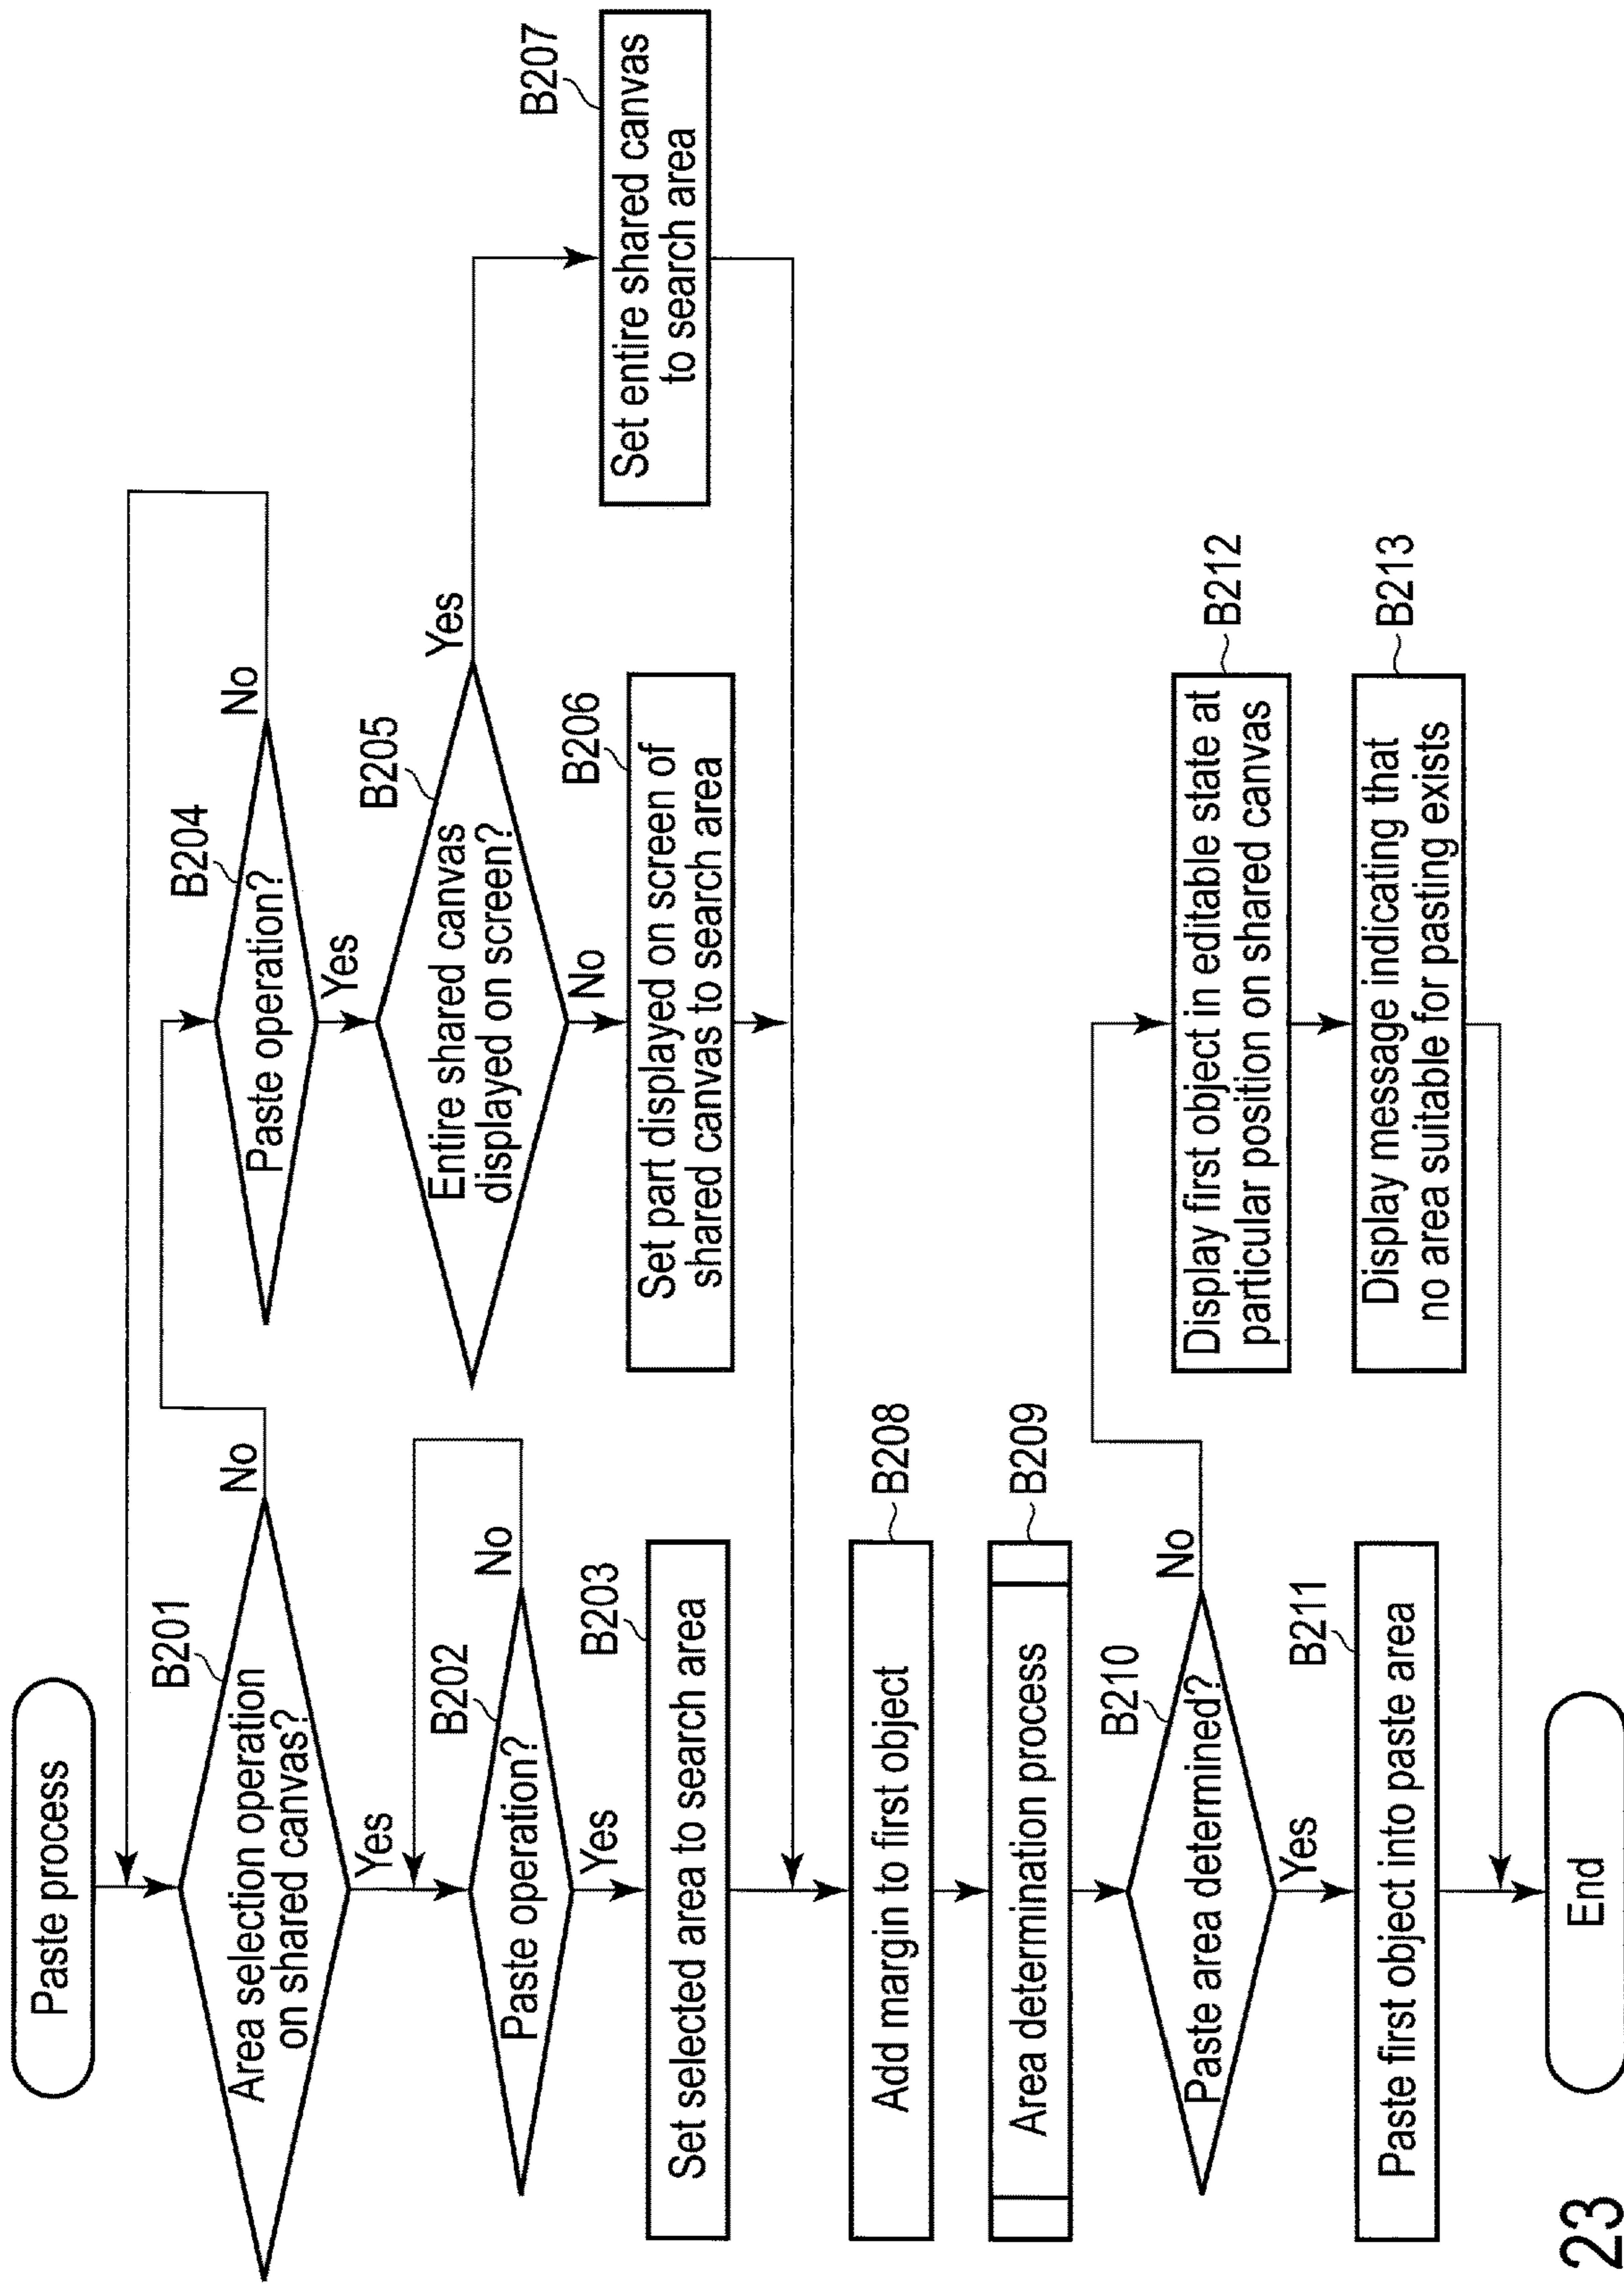 Paste process
B201
Area selection operation
on shared canvas?
No
Yes
B202
Paste operation?
No
Yes
B203
Set selected area to search area
B204
Paste operation?
No
Yes
B205
Entire shared canvas
displayed on screen?
Yes
No
B206
Set part displayed on screen of
shared canvas to search area
B207
Set entire shared canvas
to search area
Add margin to first object
B208
Area determination process
B209
B210
Paste area determined?
No
Yes
B211
Paste first object into paste area
Display first object in editable state at
particular position on shared canvas
B212
Display message indicating that
no area suitable for pasting exists
B213
End
23